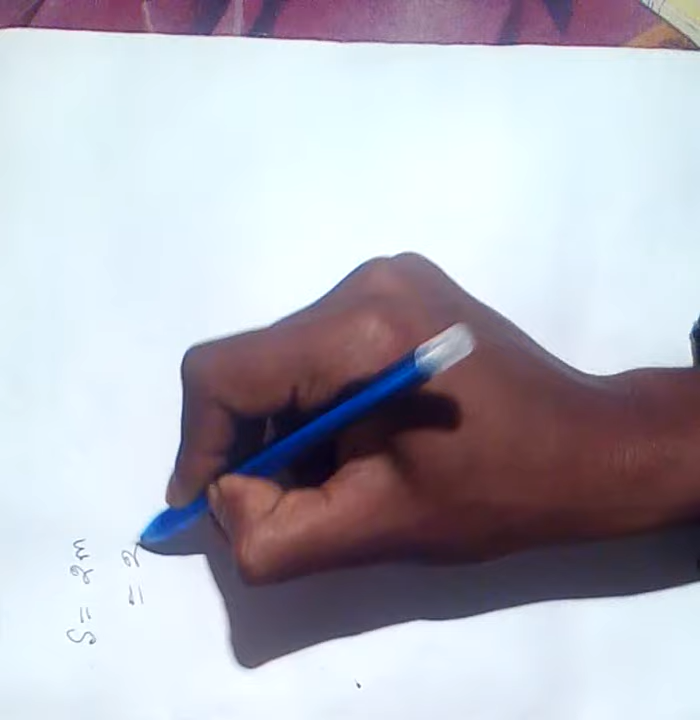 S = 2m
= 2